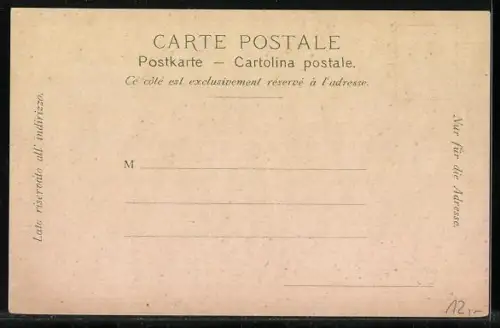 CARTE POSTALE
Postkarte — Cartolina postale.
Ce côté est exclusivement réservé à l'adresse.
Lato riservato all' indirizzo.
Nur für die Adresse.
M
12,-